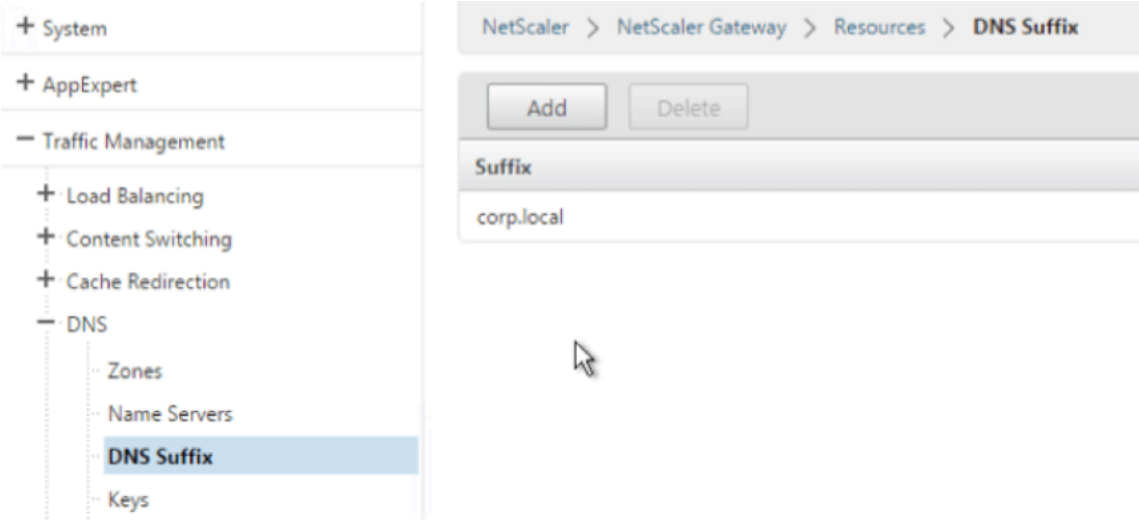 System
AppExpert
Traffic Management
Load Balancing
Content Switching
Cache Redirection
DNS
Zones
Name Servers
DNS Suffix
Keys
NetScaler > NetScaler Gateway > Resources > DNS Suffix
Add Delete
Suffix
corp.local